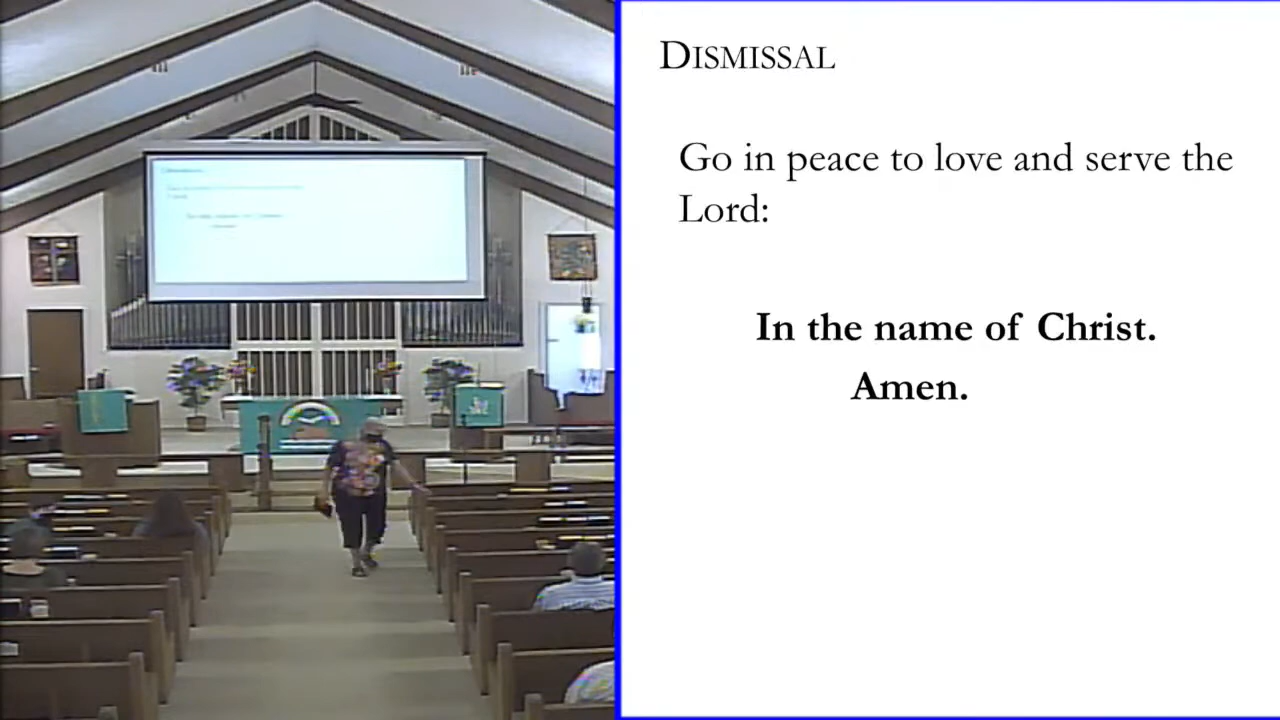 DISMISSAL
Go in peace to love and serve the
Lord:
In the name of Christ.
Amen.